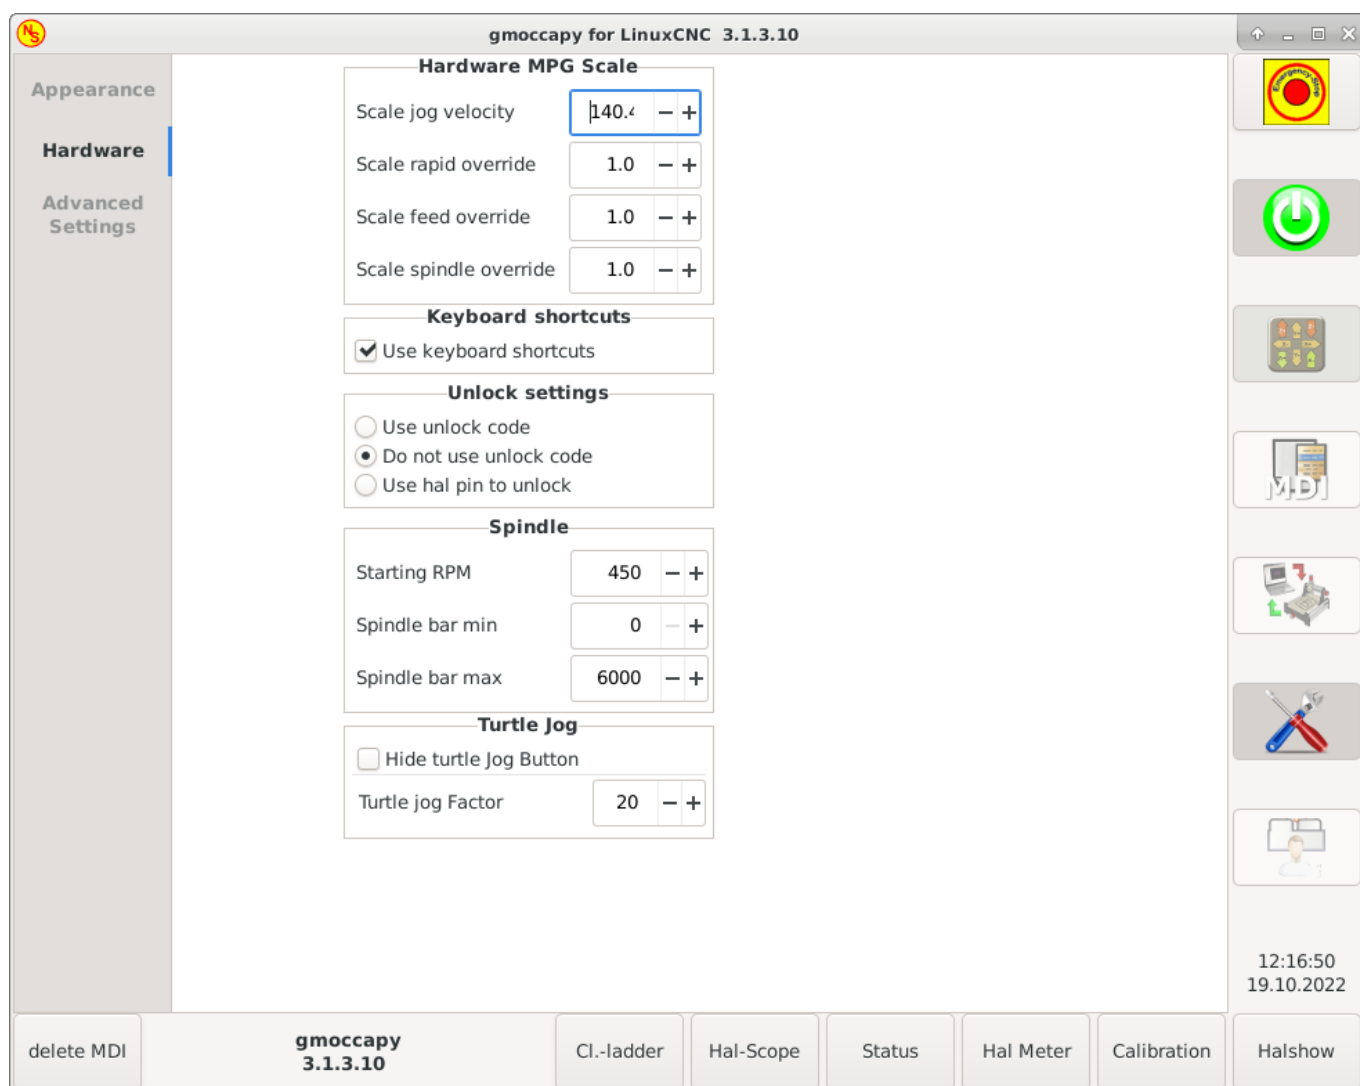 gmoccapy for LinuxCNC 3.1.3.10
Appearance
Hardware
Advanced
Settings
Hardware MPG Scale
Scale jog velocity
Scale rapid override 1.0
Scale feed override 1.0
Scale spindle override 1.0
Keyboard shortcuts
Use keyboard shortcuts
Unlock settings
Use unlock code
Do not use unlock code
Use hal pin to unlock
Spindle
Starting RPM 450
Spindle bar min 0
Spindle bar max 6000
Turtle Jog
Hide turtle Jog Button
Turtle jog Factor 20
Emergency-Stop
MDI
12:16:50
19.10.2022
delete MDI
gmoccapy
3.1.3.10
Cl.-ladder
Hal-Scope
Status
Hal Meter
Calibration
Halshow